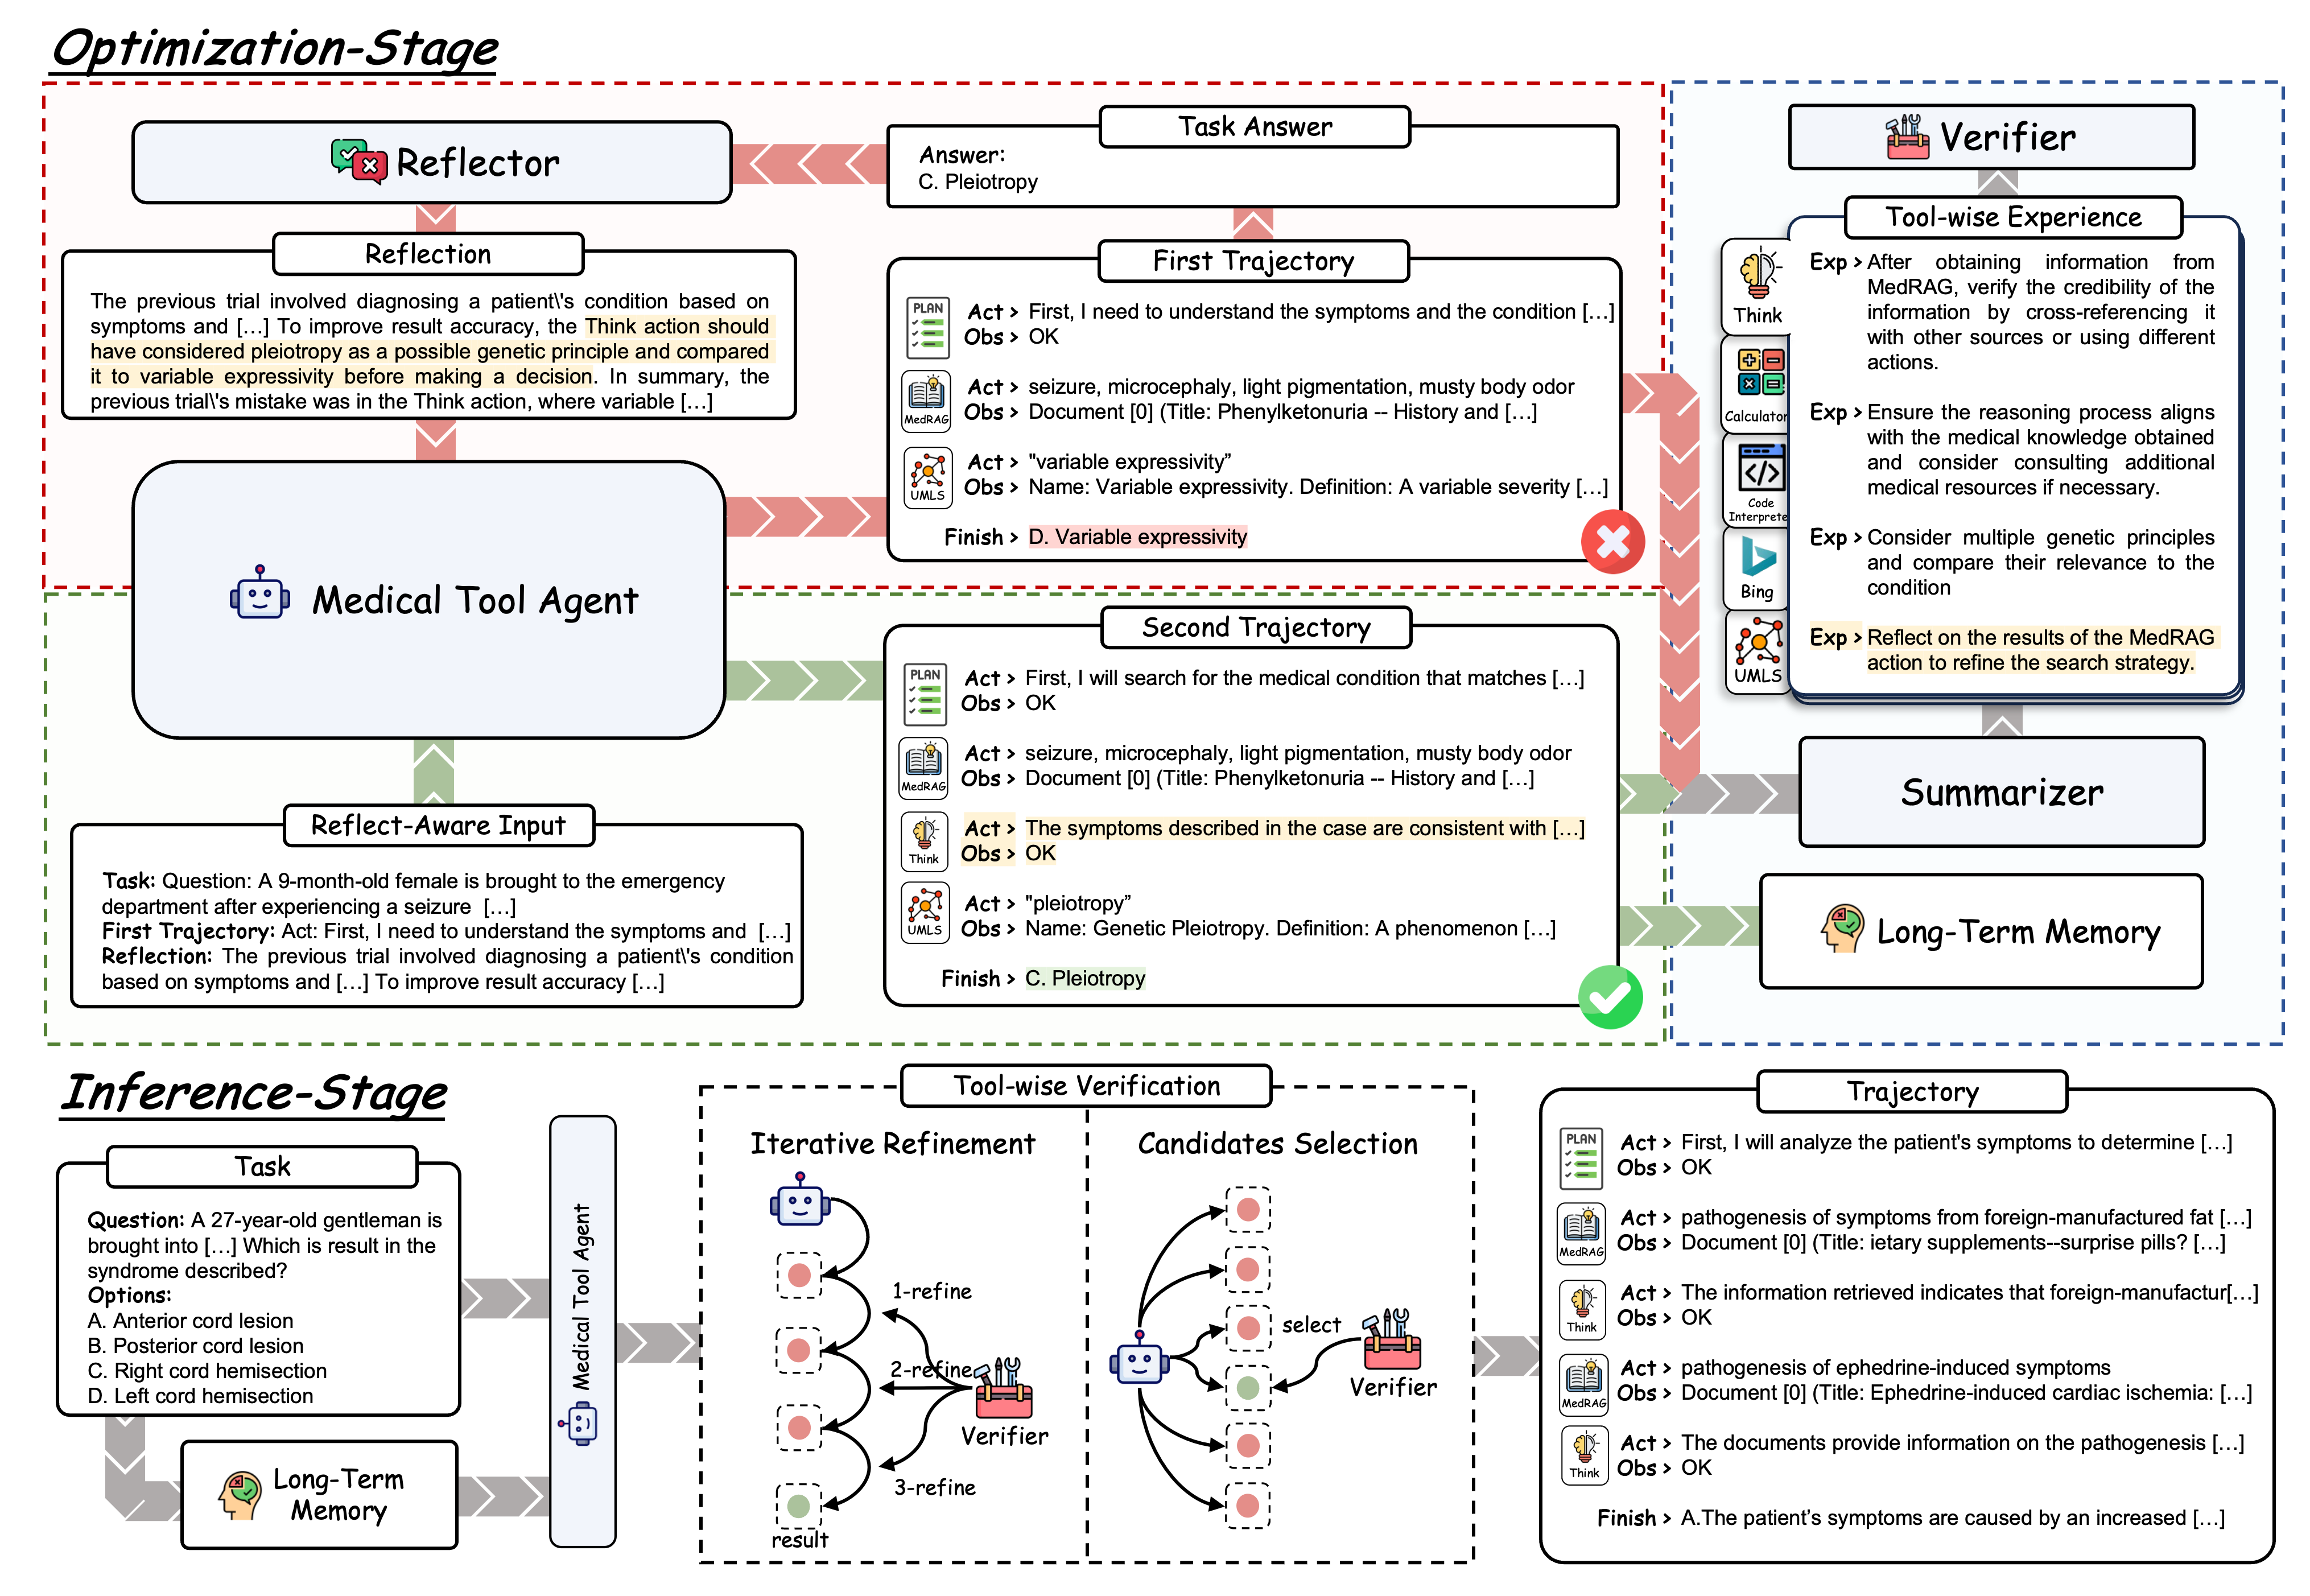 Optimization-Stage
Reflector
Task Answer
Answer:
C. Pleiotropy
Reflection
The previous trial involved diagnosing a patient\'s condition based on
symptoms and [...] To improve result accuracy, the Think action should
have considered pleiotropy as a possible genetic principle and compared
it to variable expressivity before making a decision. In summary, the
previous trial\'s mistake was in the Think action, where variable [...]
First Trajectory
PLAN
Act > First, I need to understand the symptoms and the condition [...]
Obs > OK
MedRAG
Act > seizure, microcephaly, light pigmentation, musty body odor
Obs > Document [0] (Title: Phenylketonuria -- History and [...]
UMLS
Act > "variable expressivity”
Obs > Name: Variable expressivity. Definition: A variable severity [...]
Finish > D. Variable expressivity
Medical Tool Agent
Second Trajectory
PLAN
Act > First, I will search for the medical condition that matches [...]
Obs > OK
MedRAG
Act > seizure, microcephaly, light pigmentation, musty body odor
Obs > Document [0] (Title: Phenylketonuria -- History and [...]
Think
Act > The symptoms described in the case are consistent with [...]
Obs > OK
UMLS
Act > "pleiotropy”
Obs > Name: Genetic Pleiotropy. Definition: A phenomenon [...]
Finish > C. Pleiotropy
Reflect-Aware Input
Task: Question: A 9-month-old female is brought to the emergency
department after experiencing a seizure [...]
First Trajectory: Act: First, I need to understand the symptoms and [...]
Reflection: The previous trial involved diagnosing a patient\'s condition
based on symptoms and [...] To improve result accuracy [...]
Verifier
Tool-wise Experience
Think
Calculator
Code
Interprete
Bing
UMLS
Exp > After obtaining information from
MedRAG, verify the credibility of the
information by cross-referencing it
with other sources or using different
actions.
Exp > Ensure the reasoning process aligns
with the medical knowledge obtained
and consider consulting additional
medical resources if necessary.
Exp > Consider multiple genetic principles
and compare their relevance to the
condition
Exp > Reflect on the results of the MedRAG
action to refine the search strategy.
Summarizer
Long-Term Memory
Inference-Stage
Task
Question: A 27-year-old gentleman is
brought into [...] Which is result in the
syndrome described?
Options:
A. Anterior cord lesion
B. Posterior cord lesion
C. Right cord hemisection
D. Left cord hemisection
Long-Term
Memory
Medical Tool Agent
Tool-wise Verification
Iterative Refinement
1-refine
2-refine
3-refine
Verifier
result
Candidates Selection
select
Verifier
Trajectory
PLAN
Act > First, I will analyze the patient's symptoms to determine [...]
Obs > OK
MedRAG
Act > pathogenesis of symptoms from foreign-manufactured fat [...]
Obs > Document [0] (Title: ietary supplements--surprise pills? [...]
Think
Act > The information retrieved indicates that foreign-manufactur[...]
Obs > OK
MedRAG
Act > pathogenesis of ephedrine-induced symptoms
Obs > Document [0] (Title: Ephedrine-induced cardiac ischemia: [...]
Think
Act > The documents provide information on the pathogenesis [...]
Obs > OK
Finish > A.The patient’s symptoms are caused by an increased [...]